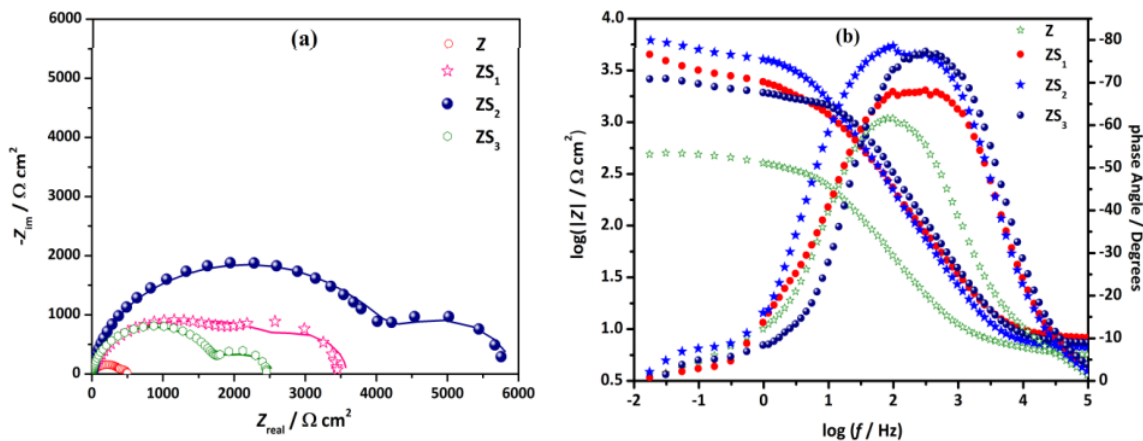 (a)
Z
ZS1
ZS2
ZS3
6000
5000
4000
3000
2000
1000
0
-Zim / Ω cm²
0 1000 2000 3000 4000 5000 6000
Zreal / Ω cm²
(b)
Z
ZS1
ZS2
ZS3
4.0
3.5
3.0
2.5
2.0
1.5
1.0
0.5
log(|Z| / Ω cm²)
-80
-70
-60
-50
-40
-30
-20
-10
0
phase Angle / Degrees
-2 -1 0 1 2 3 4 5
log (f / Hz)